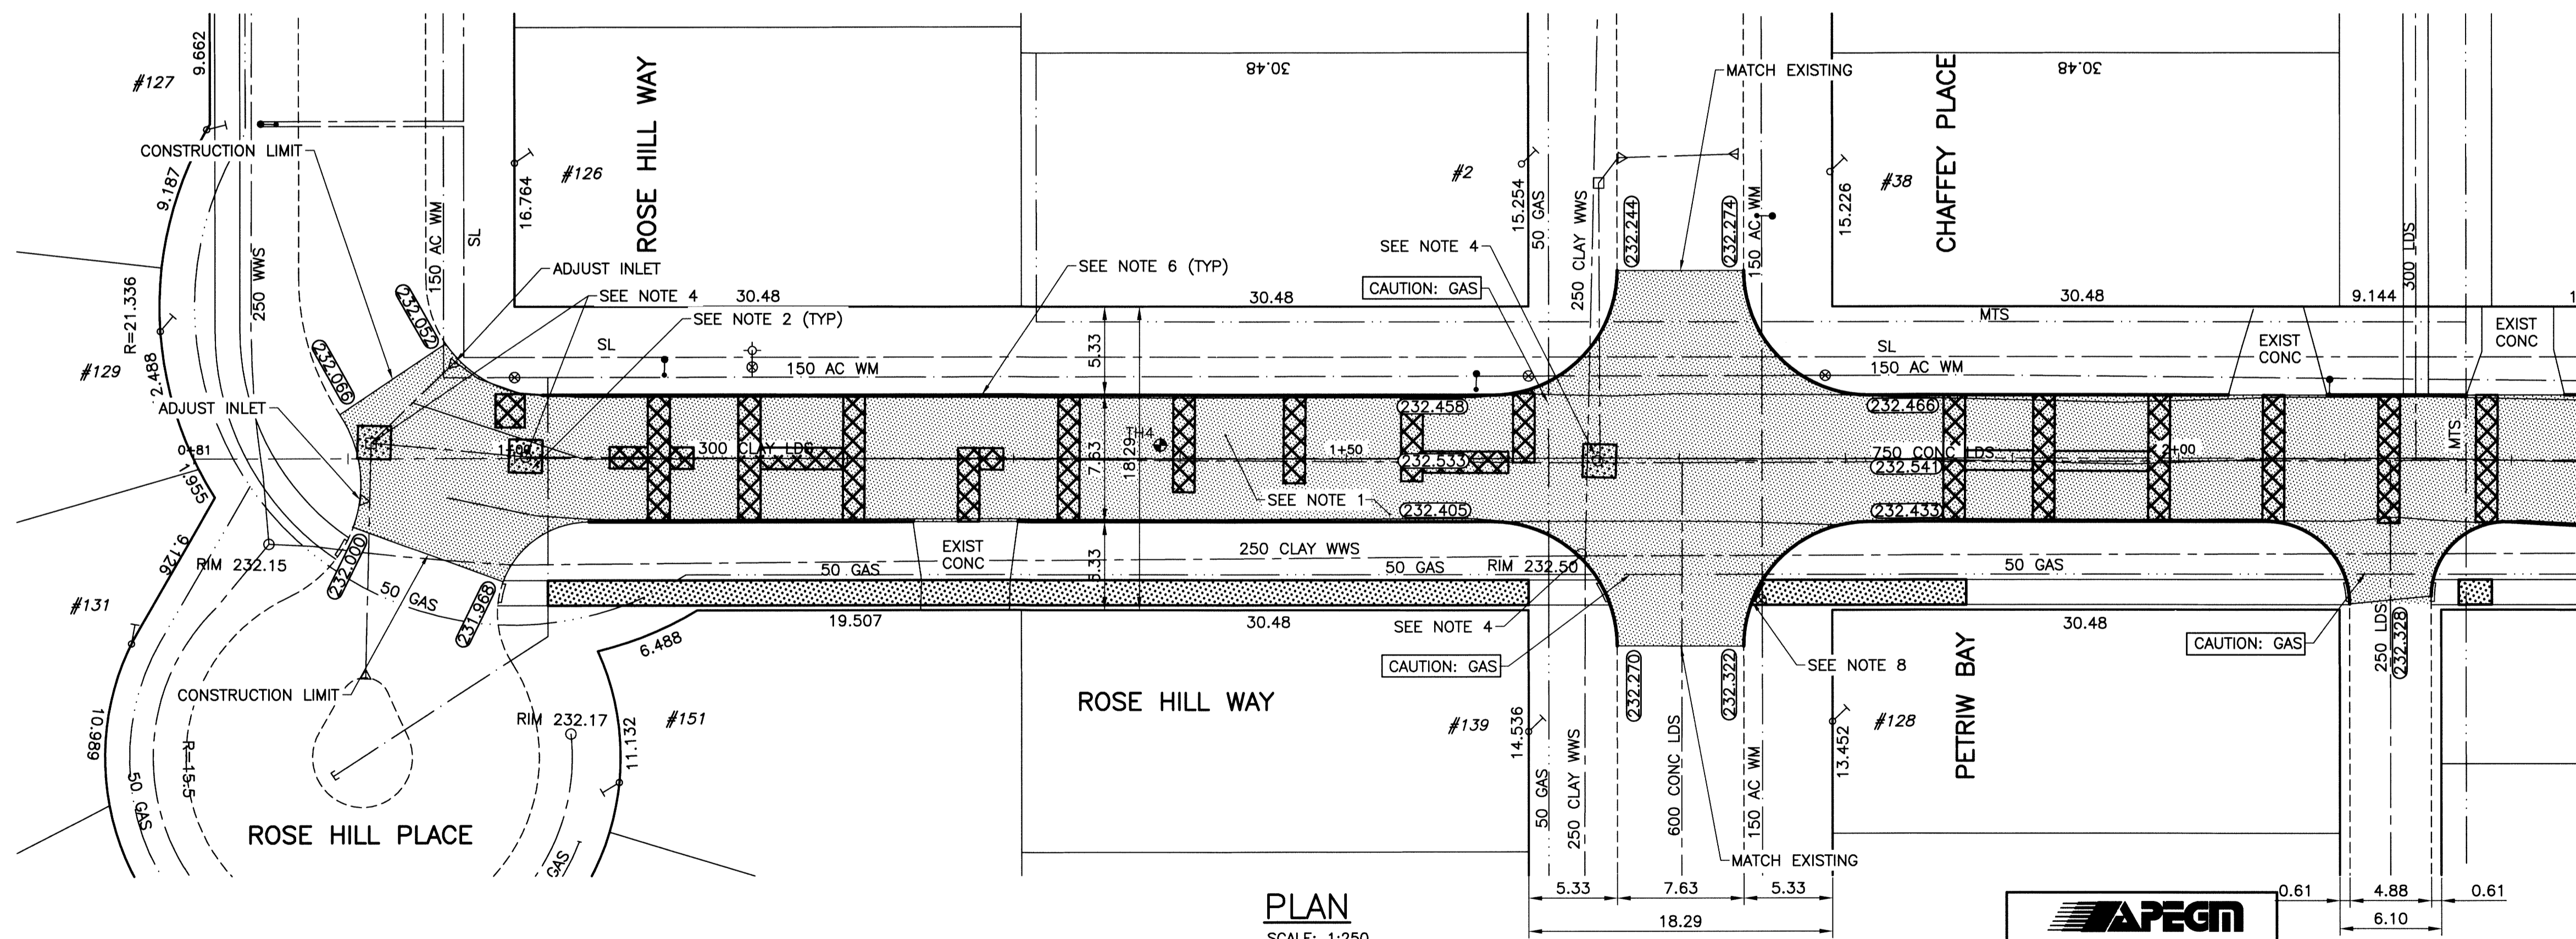 9.662
#127
CONSTRUCTION LIMIT
9.187
R=21.336
250 WWS
#129
12.488
ADJUST INLET
0+81
1.955
9.126
RIM 232.15
#131
10.989
50 GAS
R=15.5
ROSE HILL PLACE
CONSTRUCTION LIMIT
50 GAS
232.000
231.968
232.066
232.052
150 AC WM
SL
16.764
#126
ROSE HILL WAY
ADJUST INLET
SEE NOTE 4
SEE NOTE 2 (TYP)
30.48
SL
150 AC WM
SEE NOTE 6 (TYP)
30.48
30.48
5.33
7.63
18.29
5.33
300 CLAY LDS
TH4
1+50
SEE NOTE 1
EXIST
CONC
250 CLAY WWS
50 GAS
50 GAS
RIM 232.50
19.507
6.488
RIM 232.17
11.132
#151
GAS
ROSE HILL WAY
30.48
#2
15.254
50 GAS
250 CLAY WWS
SEE NOTE 4
CAUTION: GAS
MATCH EXISTING
232.244
232.274
150 AC WM
15.226
#38
CHAFFEY PLACE
30.48
30.48
9.144
300 LDS
MTS
SL
150 AC WM
EXIST
CONC
EXIST
CONC
232.458
232.533
232.405
232.466
232.541
232.433
750 CONC LDS
2+00
MTS
50 GAS
SEE NOTE 4
CAUTION: GAS
232.270
232.322
SEE NOTE 8
#139
14.536
50 GAS
250 CLAY WWS
600 CONC LDS
150 AC WM
13.452
#128
PETRIW BAY
30.48
CAUTION: GAS
250 LDS
232.328
MATCH EXISTING
5.33
7.63
5.33
18.29
0.61
4.88
0.61
6.10
PLAN
SCALE: 1:250
APEGM